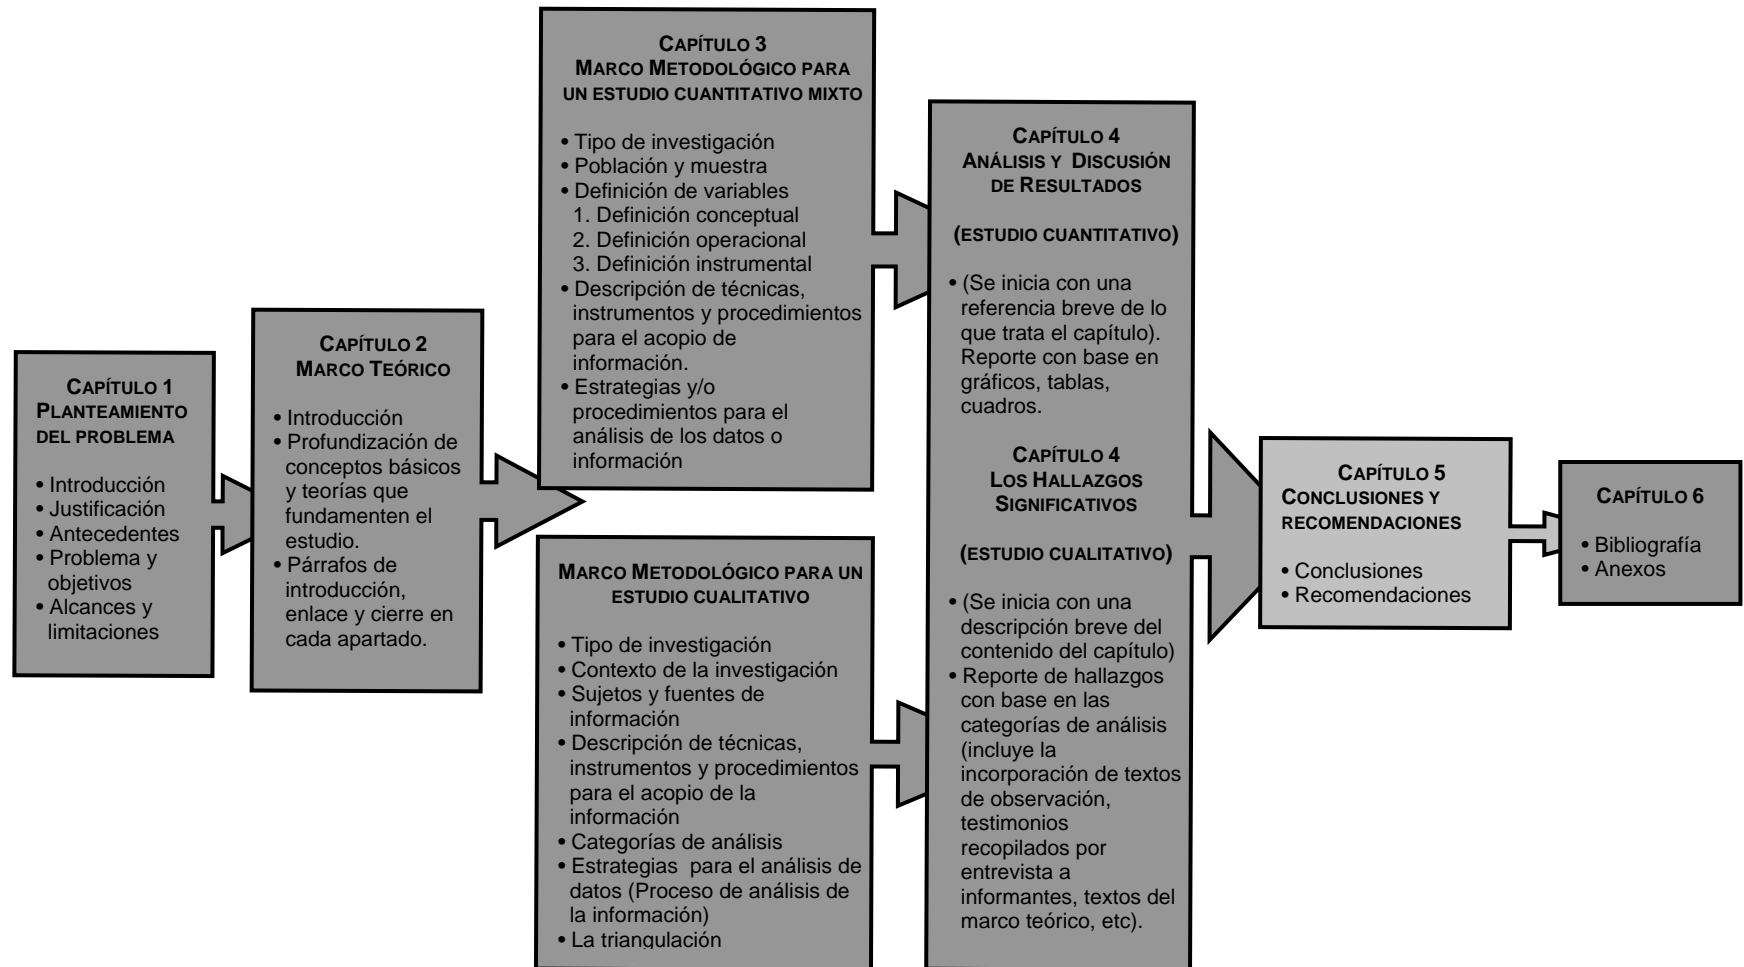 CAPÍTULO 1
PLANTEAMIENTO
DEL PROBLEMA
• Introducción
• Justificación
• Antecedentes
• Problema y
objetivos
• Alcances y
limitaciones
CAPÍTULO 2
MARCO TEÓRICO
• Introducción
• Profundización de
conceptos básicos
y teorías que
fundamenten el
estudio.
• Párrafos de
introducción,
enlace y cierre en
cada apartado.
CAPÍTULO 3
MARCO METODOLÓGICO PARA
UN ESTUDIO CUANTITATIVO MIXTO
• Tipo de investigación
• Población y muestra
• Definición de variables
1. Definición conceptual
2. Definición operacional
3. Definición instrumental
• Descripción de técnicas,
instrumentos y procedimientos
para el acopio de
información.
• Estrategias y/o
procedimientos para el
análisis de los datos o
información
MARCO METODOLÓGICO PARA UN
ESTUDIO CUALITATIVO
• Tipo de investigación
• Contexto de la investigación
• Sujetos y fuentes de
información
• Descripción de técnicas,
instrumentos y procedimientos
para el acopio de la
información
• Categorías de análisis
• Estrategias para el análisis de
datos (Proceso de análisis de
la información)
• La triangulación
CAPÍTULO 4
ANÁLISIS Y DISCUSIÓN
DE RESULTADOS
(ESTUDIO CUANTITATIVO)
• (Se inicia con una
referencia breve de lo
que trata el capítulo).
Reporte con base en
gráficos, tablas,
cuadros.
CAPÍTULO 4
LOS HALLAZGOS
SIGNIFICATIVOS
(ESTUDIO CUALITATIVO)
• (Se inicia con una
descripción breve del
contenido del capítulo)
• Reporte de hallazgos
con base en las
categorías de análisis
(incluye la
incorporación de textos
de observación,
testimonios
recopilados por
entrevista a
informantes, textos del
marco teórico, etc).
CAPÍTULO 5
CONCLUSIONES Y
RECOMENDACIONES
• Conclusiones
• Recomendaciones
CAPÍTULO 6
• Bibliografía
• Anexos